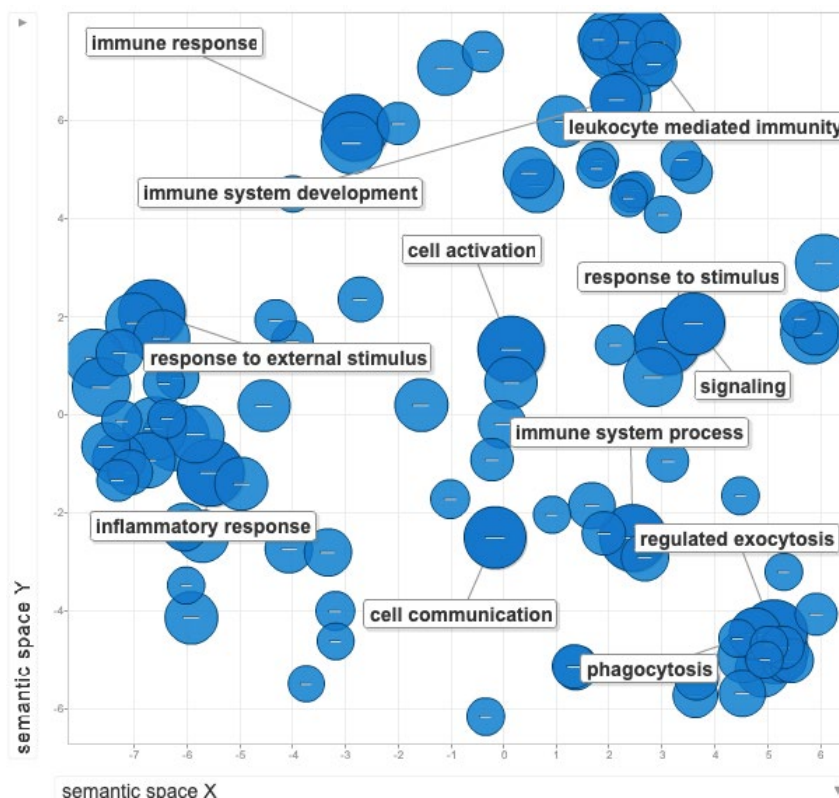 immune response
leukocyte mediated immunity
immune system development
cell activation
response to stimulus
response to external stimulus
signaling
immune system process
inflammatory response
regulated exocytosis
cell communication
phagocytosis
semantic space Y
6
4
2
0
-2
-4
-6
-7 -6 -5 -4 -3 -2 -1 0 1 2 3 4 5 6
semantic space X